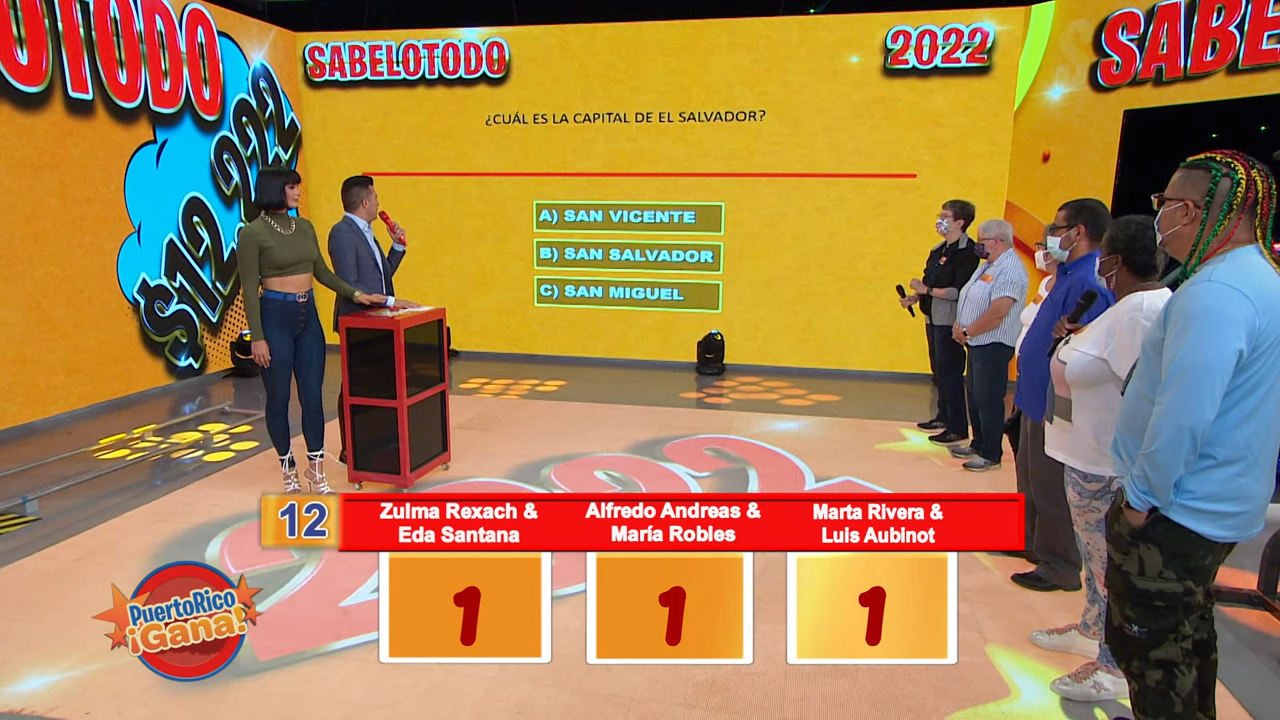 OTODO
$12,222
SABELOTODO
2022
SABE
¿CUÁL ES LA CAPITAL DE EL SALVADOR?
A) SAN VICENTE
B) SAN SALVADOR
C) SAN MIGUEL
12
Zulma Rexach &
Eda Santana
Alfredo Andreas &
María Robles
Marta Rivera &
Luis Aubinot
1
1
1
PuertoRico
¡Gana!